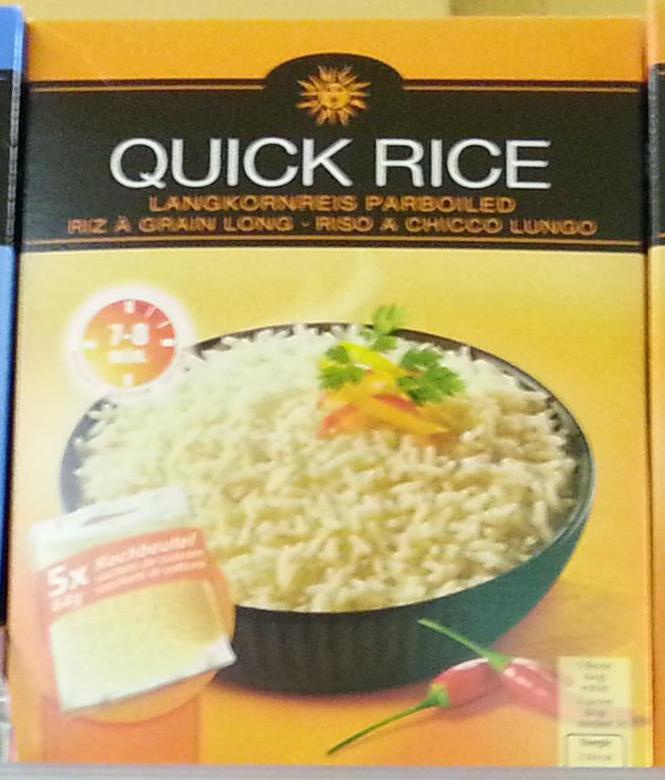 QUICK RICE
LANGKORNREIS PARBOILED
RIZ À GRAIN LONG · RISO A CHICCO LUNGO
7-8
min.
5x
Kochbeutel